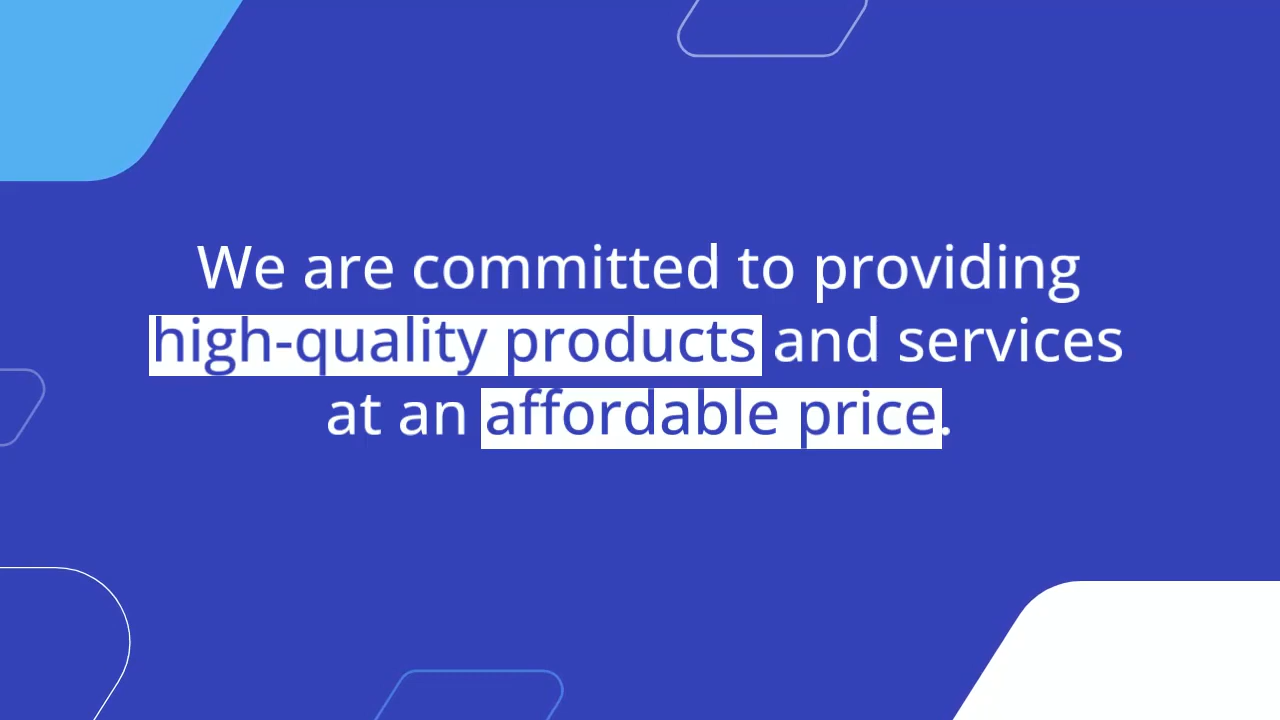 We are committed to providing
high-quality products and services
at an affordable price.